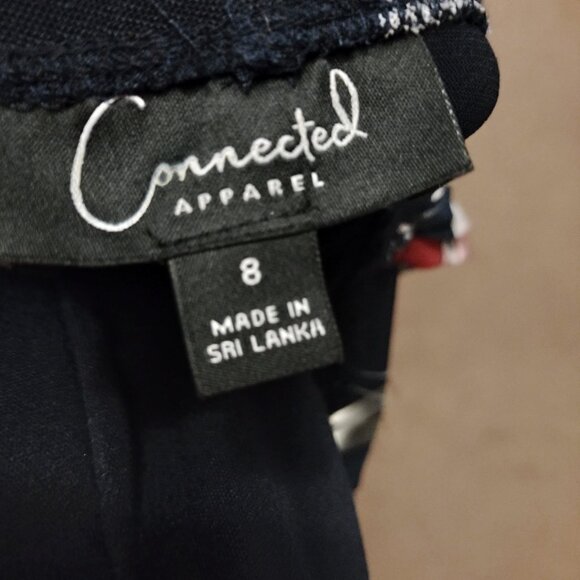 Connected
APPAREL
8
MADE IN
SRI LANKA